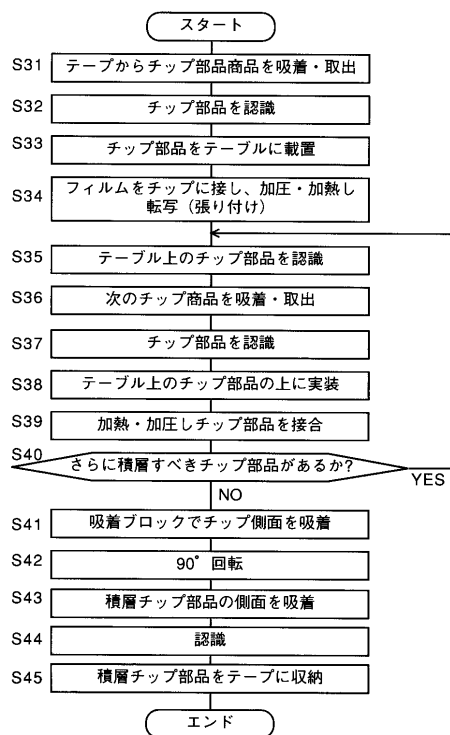 スタート
S31 テープからチップ部品商品を吸着・取出
S32 チップ部品を認識
S33 チップ部品をテーブルに載置
S34 フィルムをチップに接し、加圧・加熱し
転写（張り付け）
S35 テーブル上のチップ部品を認識
S36 次のチップ商品を吸着・取出
S37 チップ部品を認識
S38 テーブル上のチップ部品の上に実装
S39 加熱・加圧しチップ部品を接合
S40 さらに積層すべきチップ部品があるか?
YES
NO
S41 吸着ブロックでチップ側面を吸着
S42 90°回転
S43 積層チップ部品の側面を吸着
S44 認識
S45 積層チップ部品をテープに収納
エンド